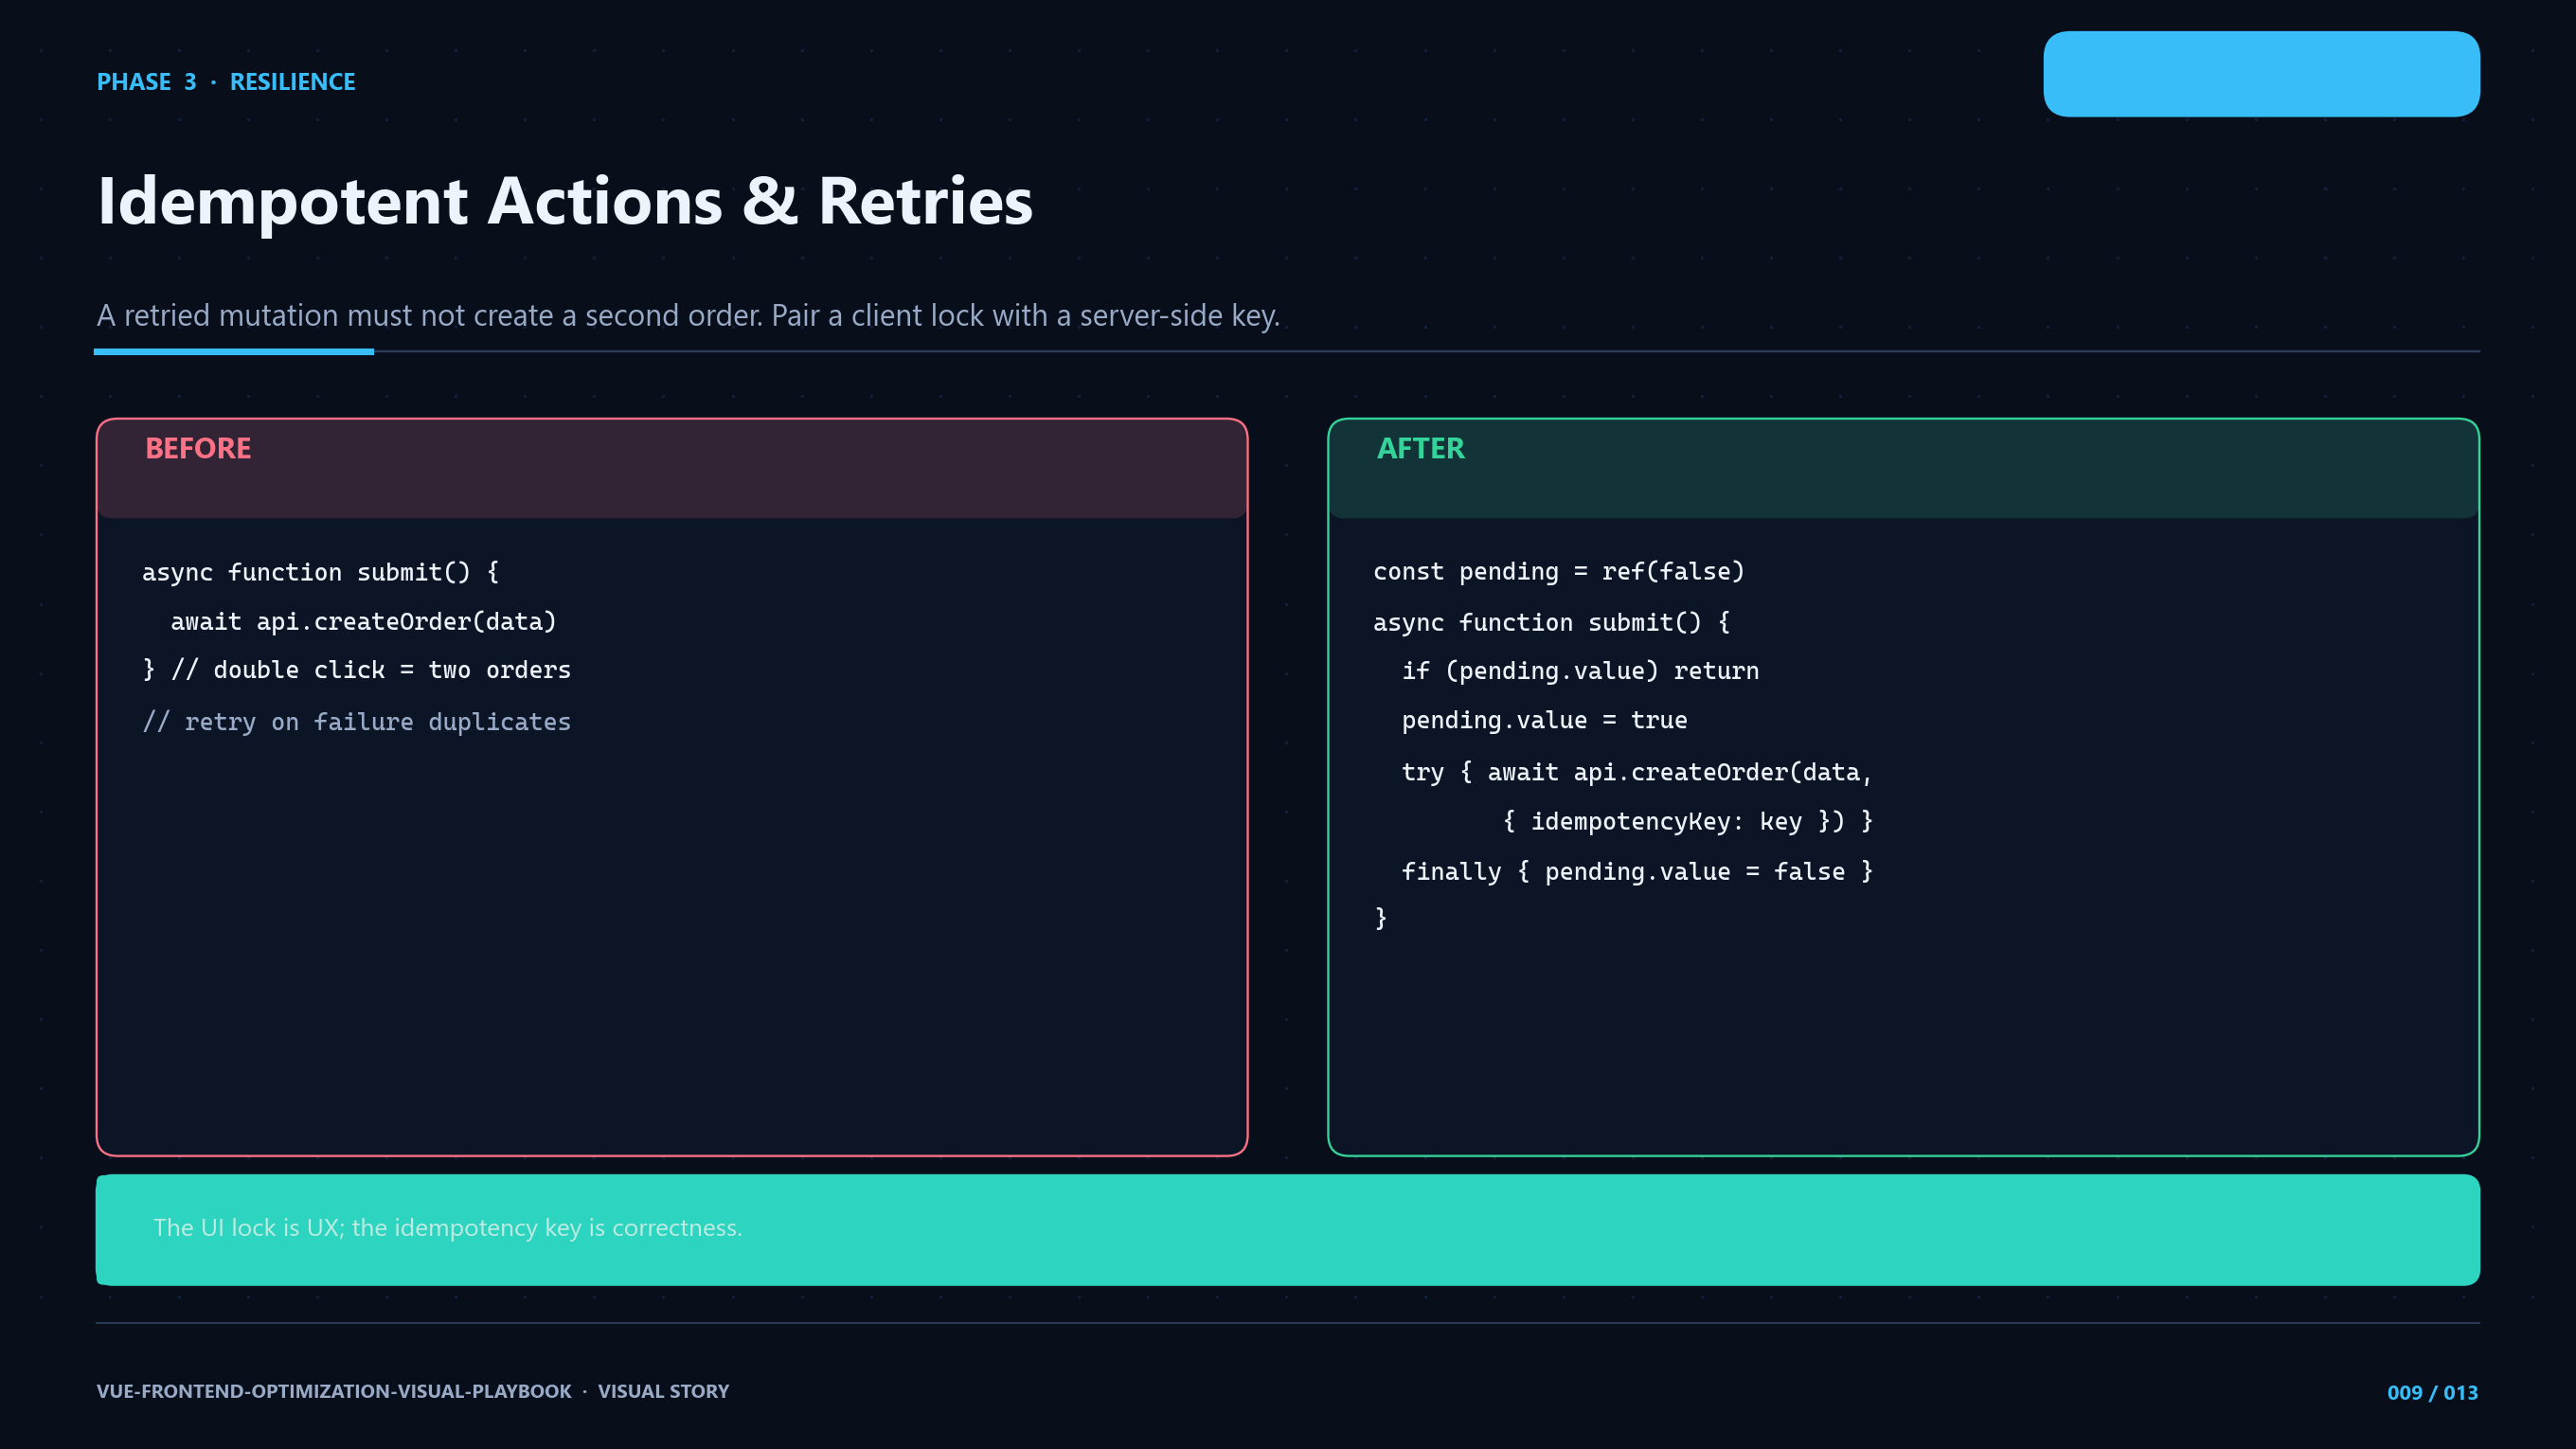 PHASE 3 · RESILIENCE
Idempotent Actions & Retries
A retried mutation must not create a second order. Pair a client lock with a server-side key.
BEFORE
async function submit() {
  await api.createOrder(data)
} // double click = two orders
// retry on failure duplicates
AFTER
const pending = ref(false)
async function submit() {
  if (pending.value) return
  pending.value = true
  try { await api.createOrder(data,
         { idempotencyKey: key }) }
  finally { pending.value = false }
}
The UI lock is UX; the idempotency key is correctness.
VUE-FRONTEND-OPTIMIZATION-VISUAL-PLAYBOOK · VISUAL STORY
009 / 013